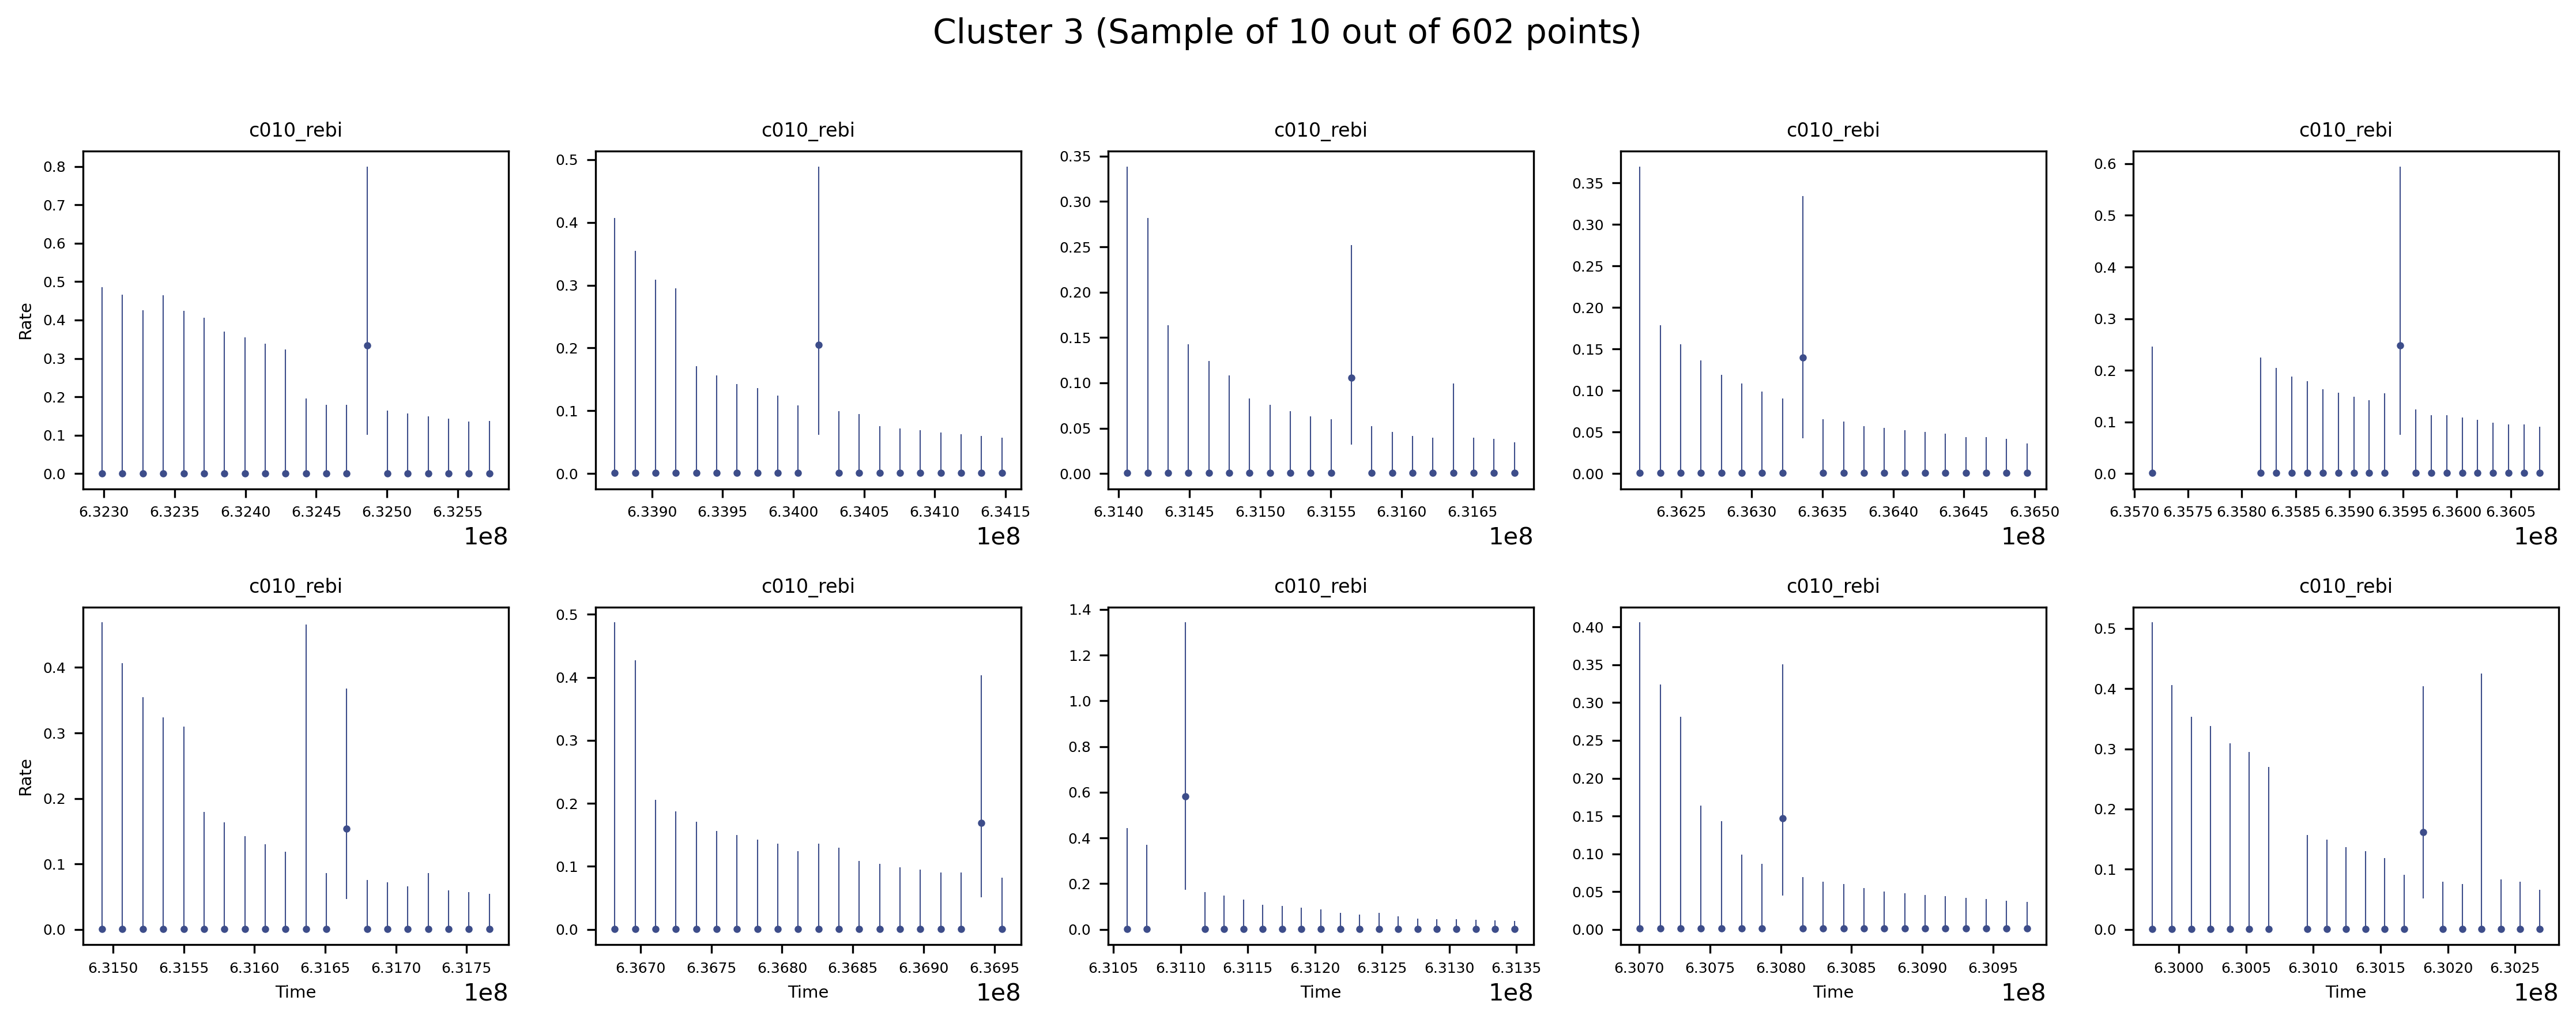 Cluster 3 (Sample of 10 out of 602 points)
c010_rebi c010_rebi c010_rebi c010_rebi c010_rebi
Rate
0.8 0.7 0.6 0.5 0.4 0.3 0.2 0.1 0.0
6.3230 6.3235 6.3240 6.3245 6.3250 6.3255
1e8
0.5 0.4 0.3 0.2 0.1 0.0
6.3390 6.3395 6.3400 6.3405 6.3410 6.3415
1e8
0.35 0.30 0.25 0.20 0.15 0.10 0.05 0.00
6.3140 6.3145 6.3150 6.3155 6.3160 6.3165
1e8
0.35 0.30 0.25 0.20 0.15 0.10 0.05 0.00
6.3625 6.3630 6.3635 6.3640 6.3645 6.3650
1e8
0.6 0.5 0.4 0.3 0.2 0.1 0.0
6.3570 6.3575 6.3580 6.3585 6.3590 6.3595 6.3600 6.3605
1e8
c010_rebi c010_rebi c010_rebi c010_rebi c010_rebi
Rate
0.4 0.3 0.2 0.1 0.0
6.3150 6.3155 6.3160 6.3165 6.3170 6.3175
Time 1e8
0.5 0.4 0.3 0.2 0.1 0.0
6.3670 6.3675 6.3680 6.3685 6.3690 6.3695
Time 1e8
1.4 1.2 1.0 0.8 0.6 0.4 0.2 0.0
6.3105 6.3110 6.3115 6.3120 6.3125 6.3130 6.3135
Time 1e8
0.40 0.35 0.30 0.25 0.20 0.15 0.10 0.05 0.00
6.3070 6.3075 6.3080 6.3085 6.3090 6.3095
Time 1e8
0.5 0.4 0.3 0.2 0.1 0.0
6.3000 6.3005 6.3010 6.3015 6.3020 6.3025
Time 1e8